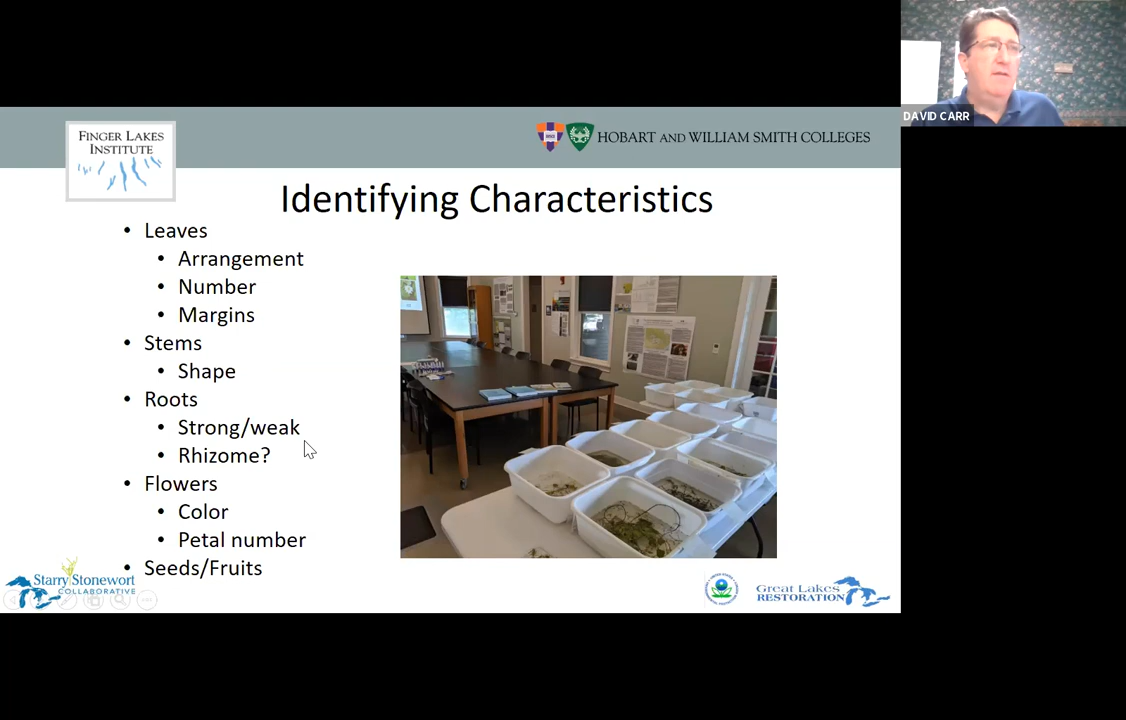 DAVID CARR
FINGER LAKES
INSTITUTE
HOBART AND WILLIAM SMITH COLLEGES
Identifying Characteristics
• Leaves
• Arrangement
• Number
• Margins
• Stems
• Shape
• Roots
• Strong/weak
• Rhizome?
• Flowers
• Color
• Petal number
• Seeds/Fruits
Starry Stonewort
COLLABORATIVE
Great Lakes
RESTORATION